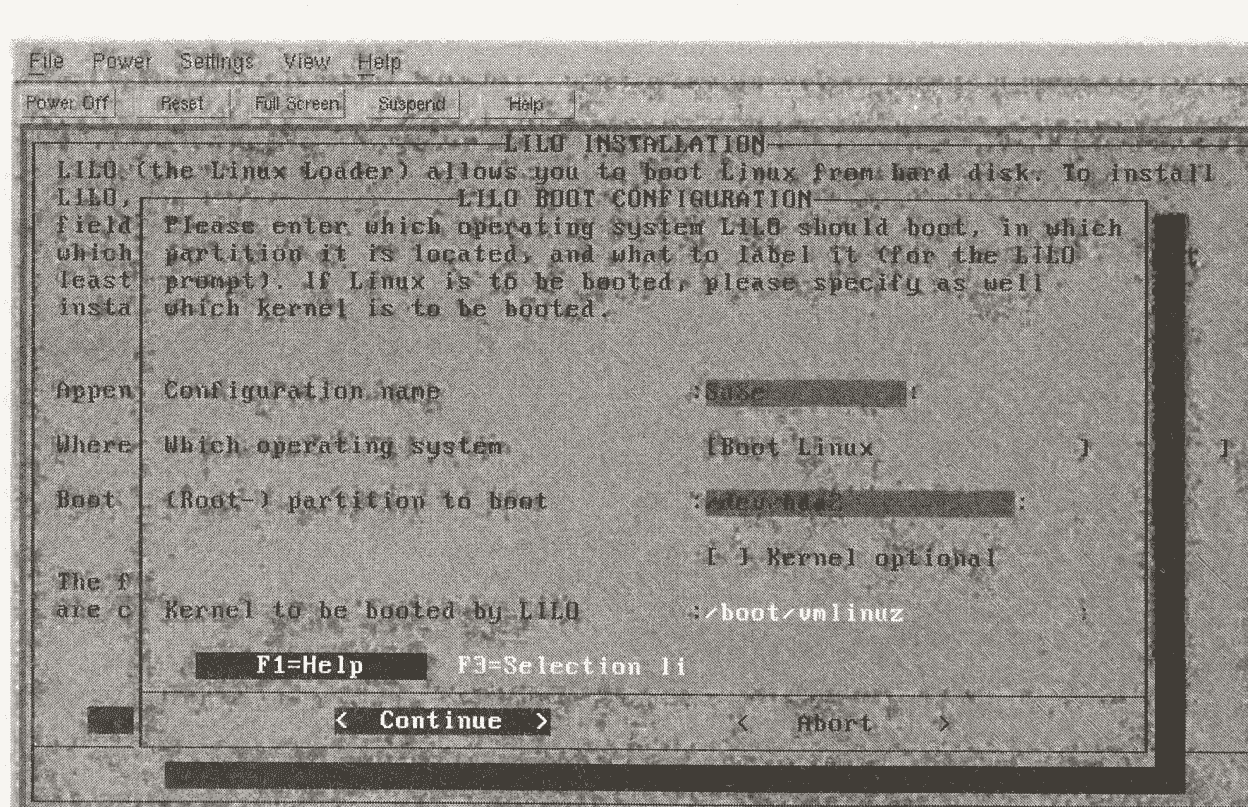 File Power Settings View Help
Power Off Reset Full Screen Suspend Help
LILO INSTALLATION
LILO (the Linux Loader) allows you to boot Linux from hard disk. To install
LILO,
LILO BOOT CONFIGURATION
field
Please enter which operating system LILO should boot, in which
which
partition it is located, and what to label it (for the LILO
least
prompt). If Linux is to be booted, please specify as well
insta
which kernel is to be booted.
Appen
Configuration name :SuSe :
Where
Which operating system [Boot Linux ] ]
Boot
(Root-) partition to boot :/dev/hda2 :
[ ] Kernel optional
The f
are c
Kernel to be booted by LILO :/boot/vmlinuz :
F1=Help F3=Selection li
< Continue > < Abort >